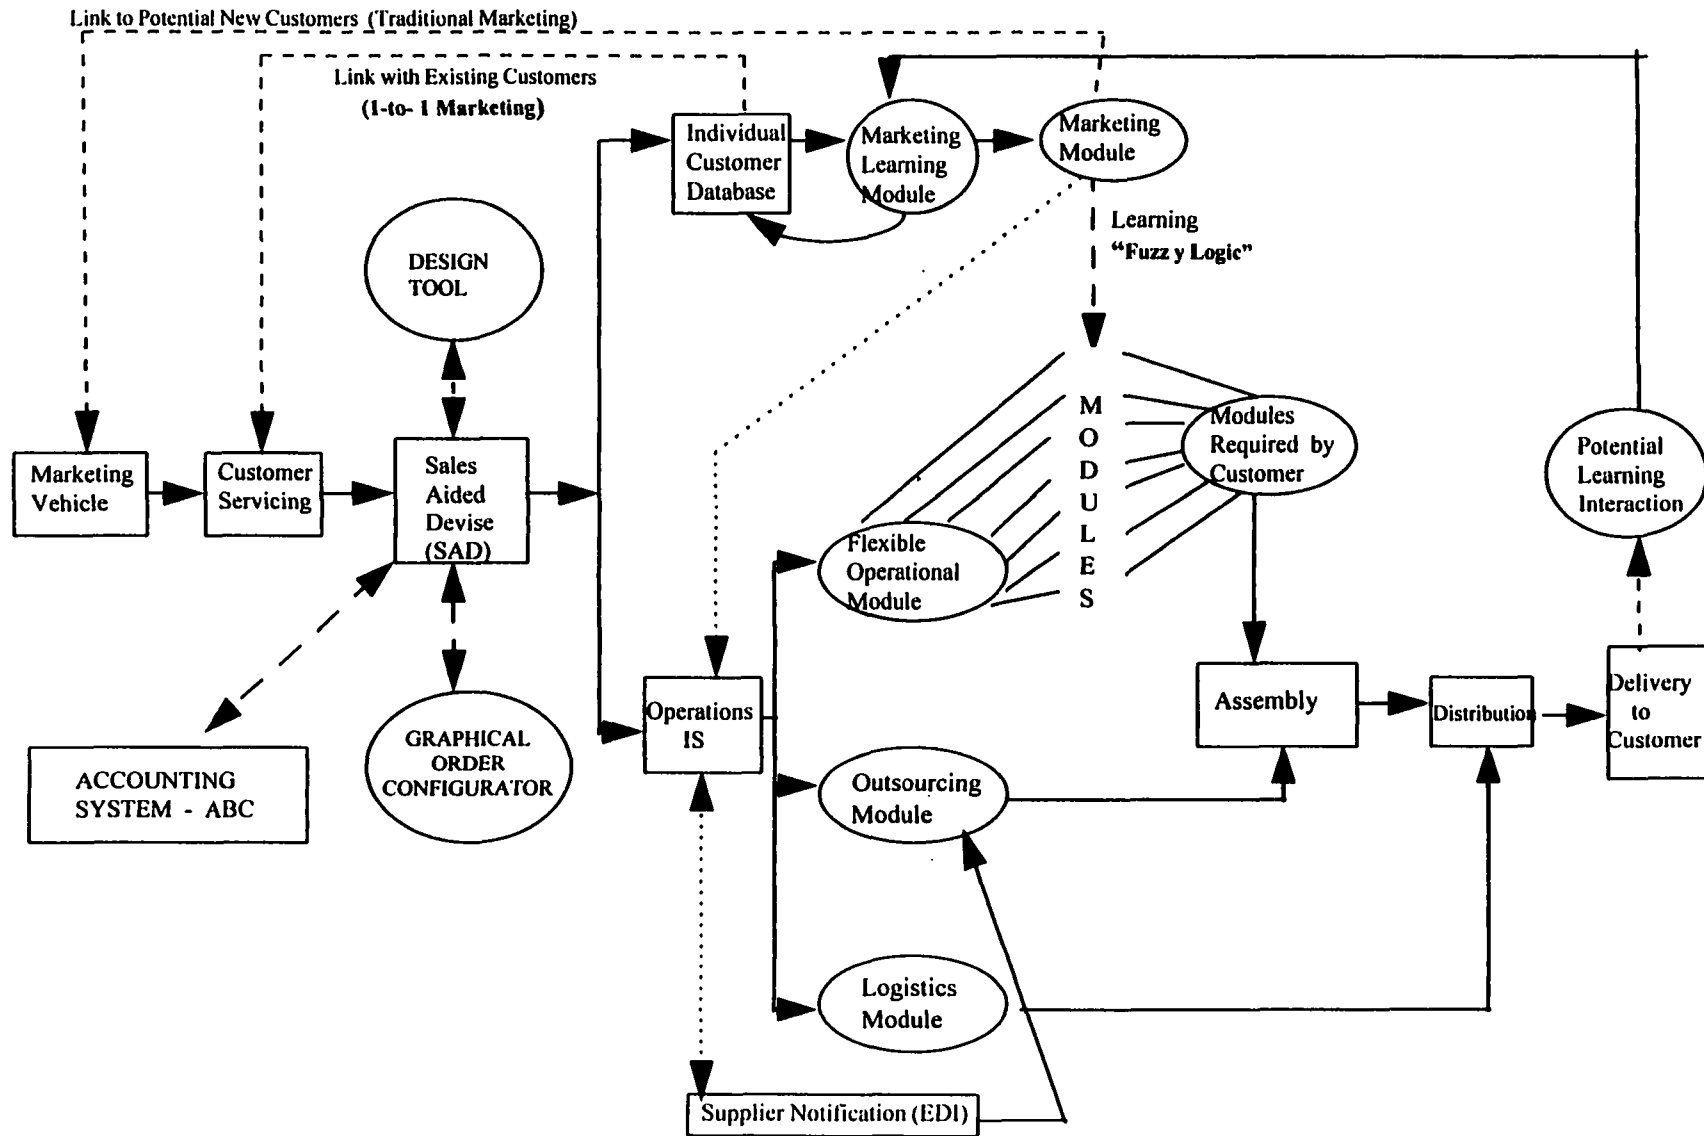 Link to Potential New Customers (Traditional Marketing)
Link with Existing Customers
(1-to- 1 Marketing)
Individual
Customer
Database
Marketing
Learning
Module
Marketing
Module
Learning
“Fuzz y Logic”
DESIGN
TOOL
Marketing
Vehicle
Customer
Servicing
Sales
Aided
Devise
(SAD)
M
O
D
U
L
E
S
Modules
Required by
Customer
Potential
Learning
Interaction
Flexible
Operational
Module
ACCOUNTING
SYSTEM - ABC
GRAPHICAL
ORDER
CONFIGURATOR
Operations
IS
Assembly
Distribution
Delivery
to
Customer
Outsourcing
Module
Logistics
Module
Supplier Notification (EDI)